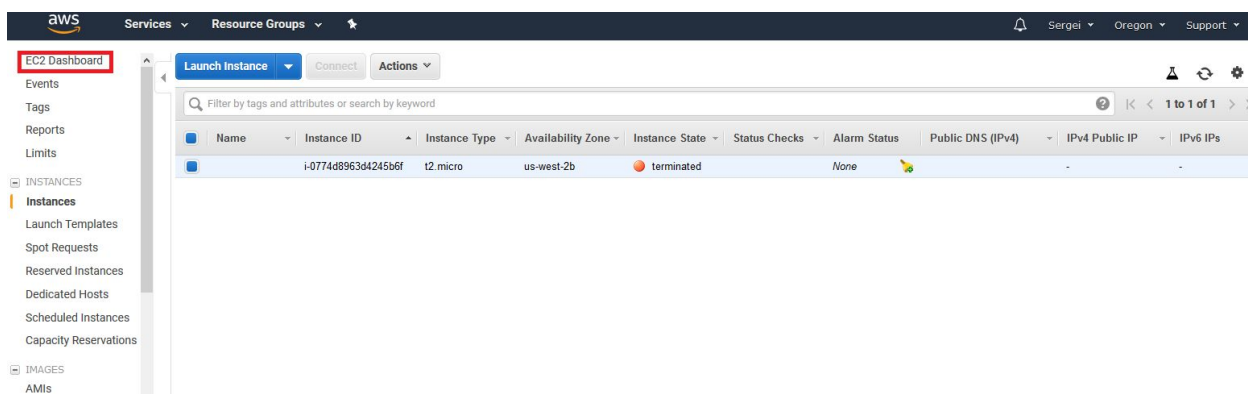 aws Services Resource Groups Sergei Oregon Support
EC2 Dashboard
Events
Tags
Reports
Limits
INSTANCES
Instances
Launch Templates
Spot Requests
Reserved Instances
Dedicated Hosts
Scheduled Instances
Capacity Reservations
IMAGES
AMIs
Launch Instance Connect Actions
Filter by tags and attributes or search by keyword 1 to 1 of 1
Name Instance ID Instance Type Availability Zone Instance State Status Checks Alarm Status Public DNS (IPv4) IPv4 Public IP IPv6 IPs
i-0774d8963d4245b6f t2.micro us-west-2b terminated None - -